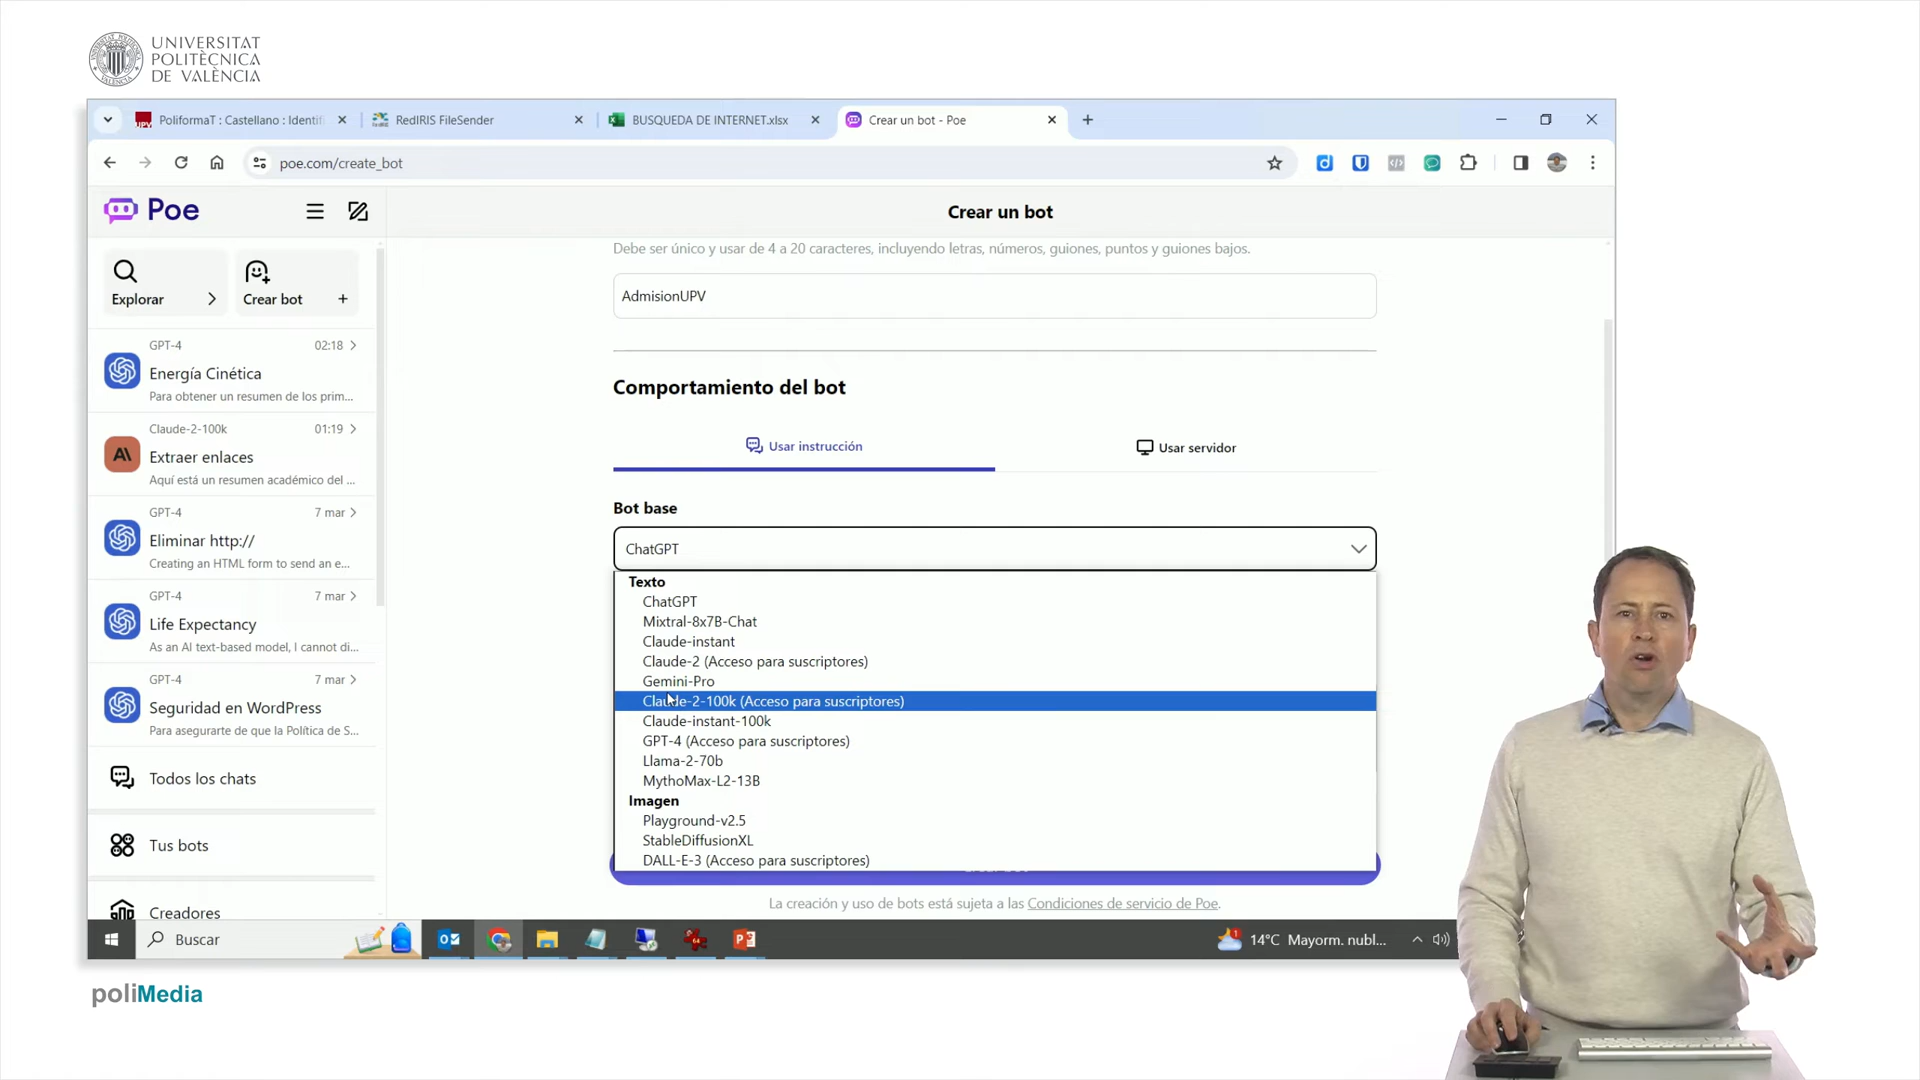 UNIVERSITAT
POLITÈCNICA
DE VALÈNCIA
PoliformaT : Castellano : Identifi
RedIRIS FileSender
BUSQUEDA DE INTERNET.xlsx
Crear un bot - Poe
poe.com/create_bot
Poe
Crear un bot
Explorar
Crear bot +
Debe ser único y usar de 4 a 20 caracteres, incluyendo letras, números, guiones, puntos y guiones bajos.
AdmisionUPV
GPT-4 02:18
Energía Cinética
Para obtener un resumen de los prim...
Claude-2-100k 01:19
Extraer enlaces
Aquí está un resumen académico del ...
GPT-4 7 mar
Eliminar http://
Creating an HTML form to send an e...
GPT-4 7 mar
Life Expectancy
As an AI text-based model, I cannot di...
GPT-4 7 mar
Seguridad en WordPress
Para asegurarte de que la Política de S...
Todos los chats
Tus bots
Creadores
Comportamiento del bot
Usar instrucción
Usar servidor
Bot base
ChatGPT
Texto
ChatGPT
Mixtral-8x7B-Chat
Claude-instant
Claude-2 (Acceso para suscriptores)
Gemini-Pro
Claude-2-100k (Acceso para suscriptores)
Claude-instant-100k
GPT-4 (Acceso para suscriptores)
Llama-2-70b
MythoMax-L2-13B
Imagen
Playground-v2.5
StableDiffusionXL
DALL-E-3 (Acceso para suscriptores)
La creación y uso de bots está sujeta a las Condiciones de servicio de Poe.
Buscar
14°C Mayorm. nubl...
poliMedia